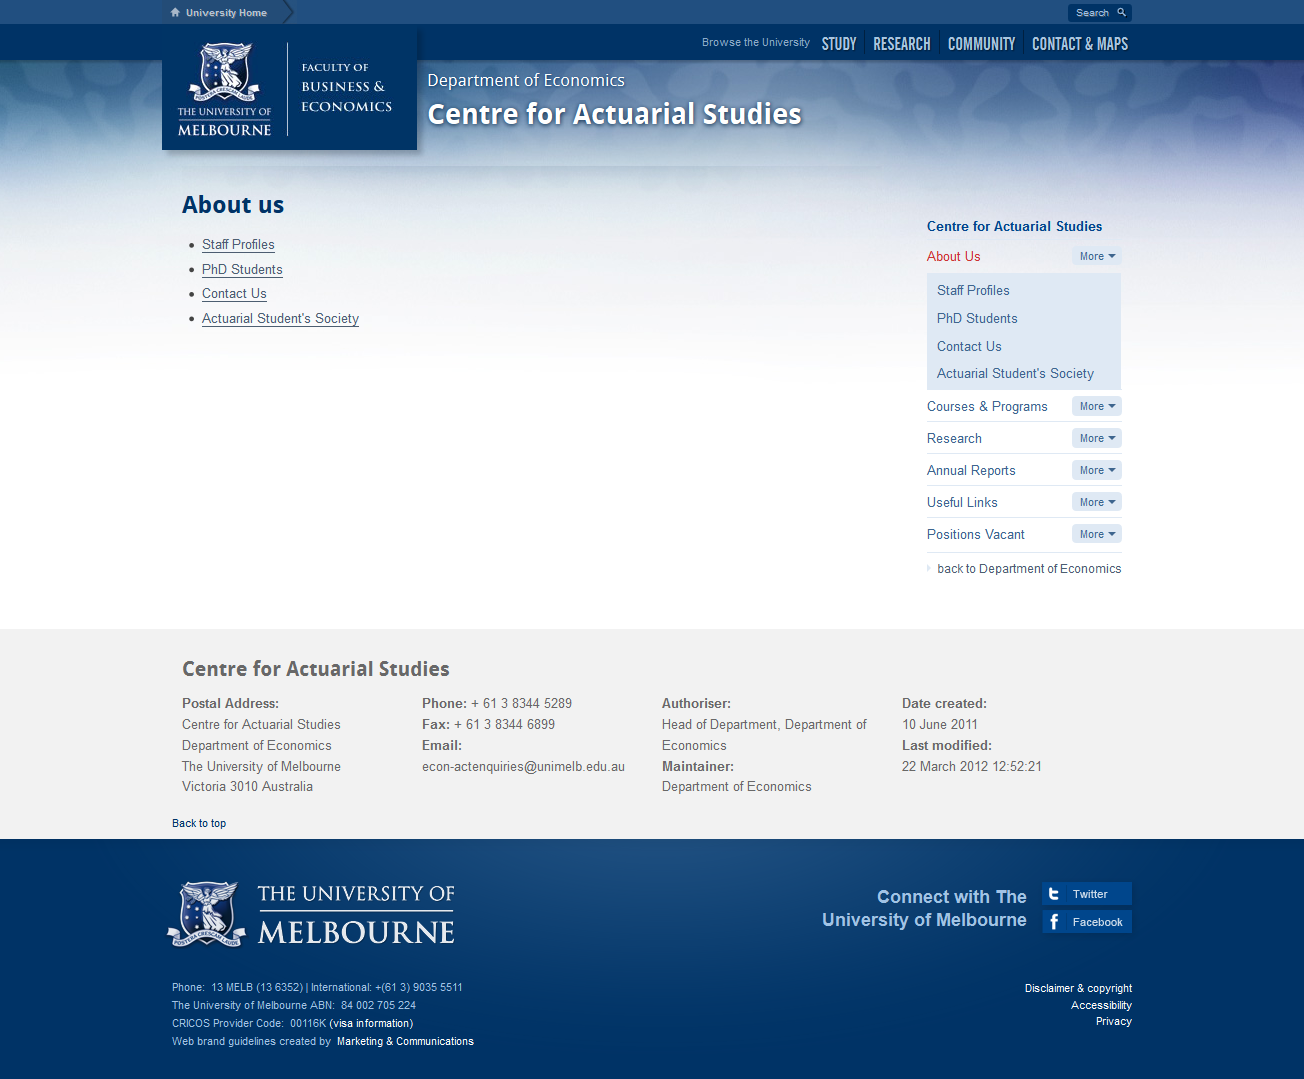 University Home
Search
Browse the University
STUDY
RESEARCH
COMMUNITY
CONTACT & MAPS
THE UNIVERSITY OF
MELBOURNE
FACULTY OF
BUSINESS &
ECONOMICS
Department of Economics
Centre for Actuarial Studies
About us
Staff Profiles
PhD Students
Contact Us
Actuarial Student's Society
Centre for Actuarial Studies
About Us More
Staff Profiles
PhD Students
Contact Us
Actuarial Student's Society
Courses & Programs More
Research More
Annual Reports More
Useful Links More
Positions Vacant More
back to Department of Economics
Centre for Actuarial Studies
Postal Address:
Centre for Actuarial Studies
Department of Economics
The University of Melbourne
Victoria 3010 Australia
Phone: + 61 3 8344 5289
Fax: + 61 3 8344 6899
Email:
econ-actenquiries@unimelb.edu.au
Authoriser:
Head of Department, Department of
Economics
Maintainer:
Department of Economics
Date created:
10 June 2011
Last modified:
22 March 2012 12:52:21
Back to top
THE UNIVERSITY OF
MELBOURNE
Connect with The
University of Melbourne
Twitter
Facebook
Phone: 13 MELB (13 6352) | International: +(61 3) 9035 5511
The University of Melbourne ABN: 84 002 705 224
CRICOS Provider Code: 00116K (visa information)
Web brand guidelines created by Marketing & Communications
Disclaimer & copyright
Accessibility
Privacy